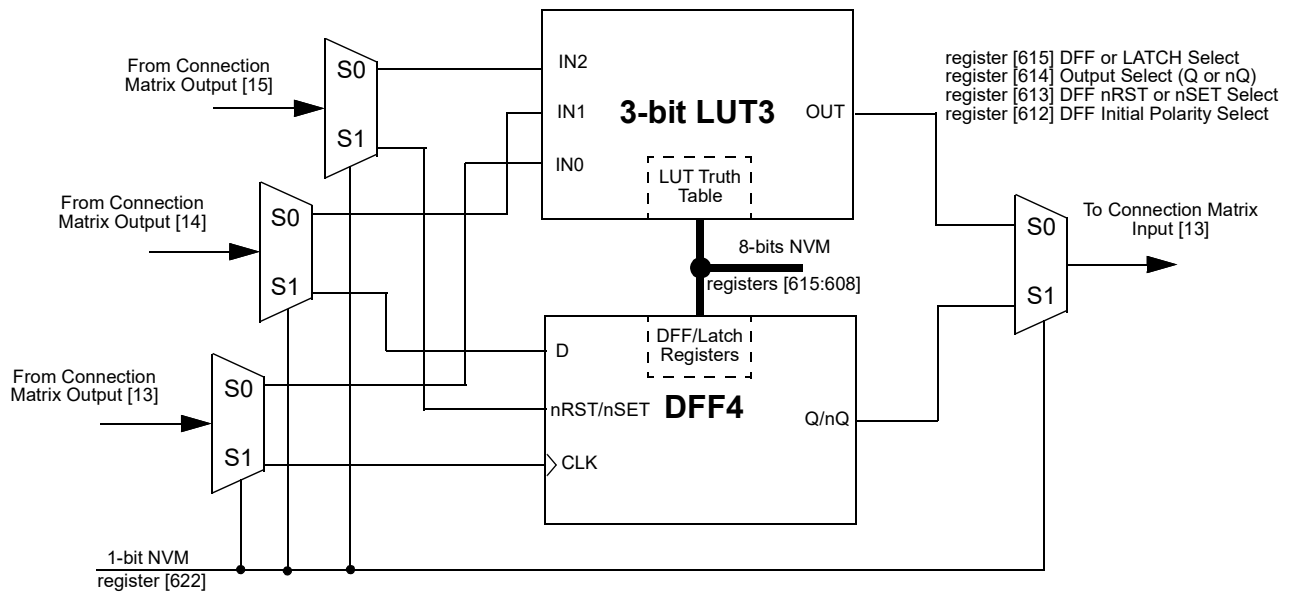 From Connection
Matrix Output [15]
S0
S1
From Connection
Matrix Output [14]
S0
S1
From Connection
Matrix Output [13]
S0
S1
1-bit NVM
register [622]
IN2
IN1
IN0
3-bit LUT3
OUT
LUT Truth
Table
8-bits NVM
registers [615:608]
DFF/Latch
Registers
D
nRST/nSET
DFF4
Q/nQ
CLK
register [615] DFF or LATCH Select
register [614] Output Select (Q or nQ)
register [613] DFF nRST or nSET Select
register [612] DFF Initial Polarity Select
S0
S1
To Connection Matrix
Input [13]